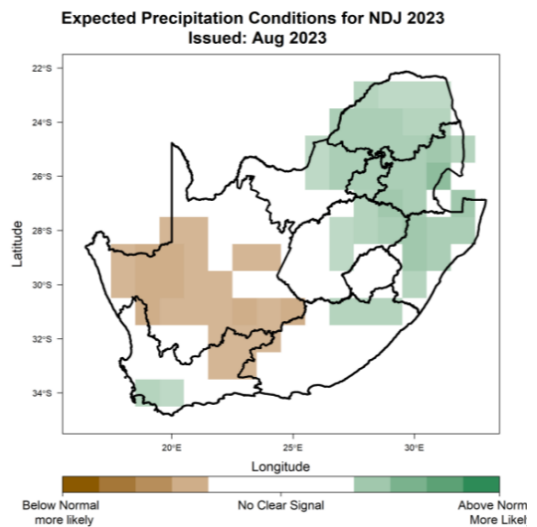 Expected Precipitation Conditions for NDJ 2023
Issued: Aug 2023
22°S
24°S
26°S
28°S
30°S
32°S
34°S
Latitude
20°E
25°E
30°E
Longitude
Below Normal
more likely
No Clear Signal
Above Norm
More Likel